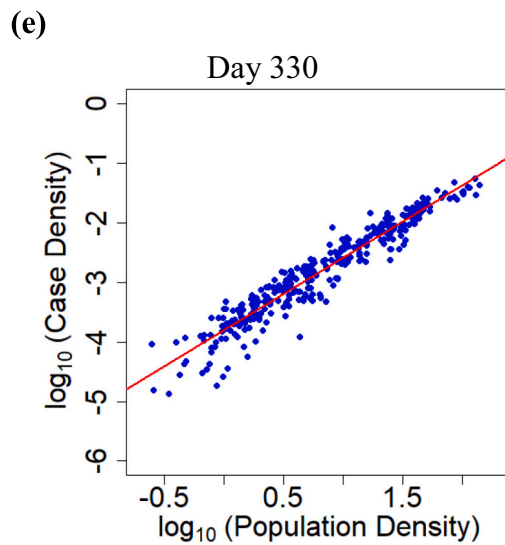 (e)
Day 330
0
-1
-2
-3
-4
-5
-6
log₁₀ (Case Density)
-0.5 0.5 1.5
log₁₀ (Population Density)